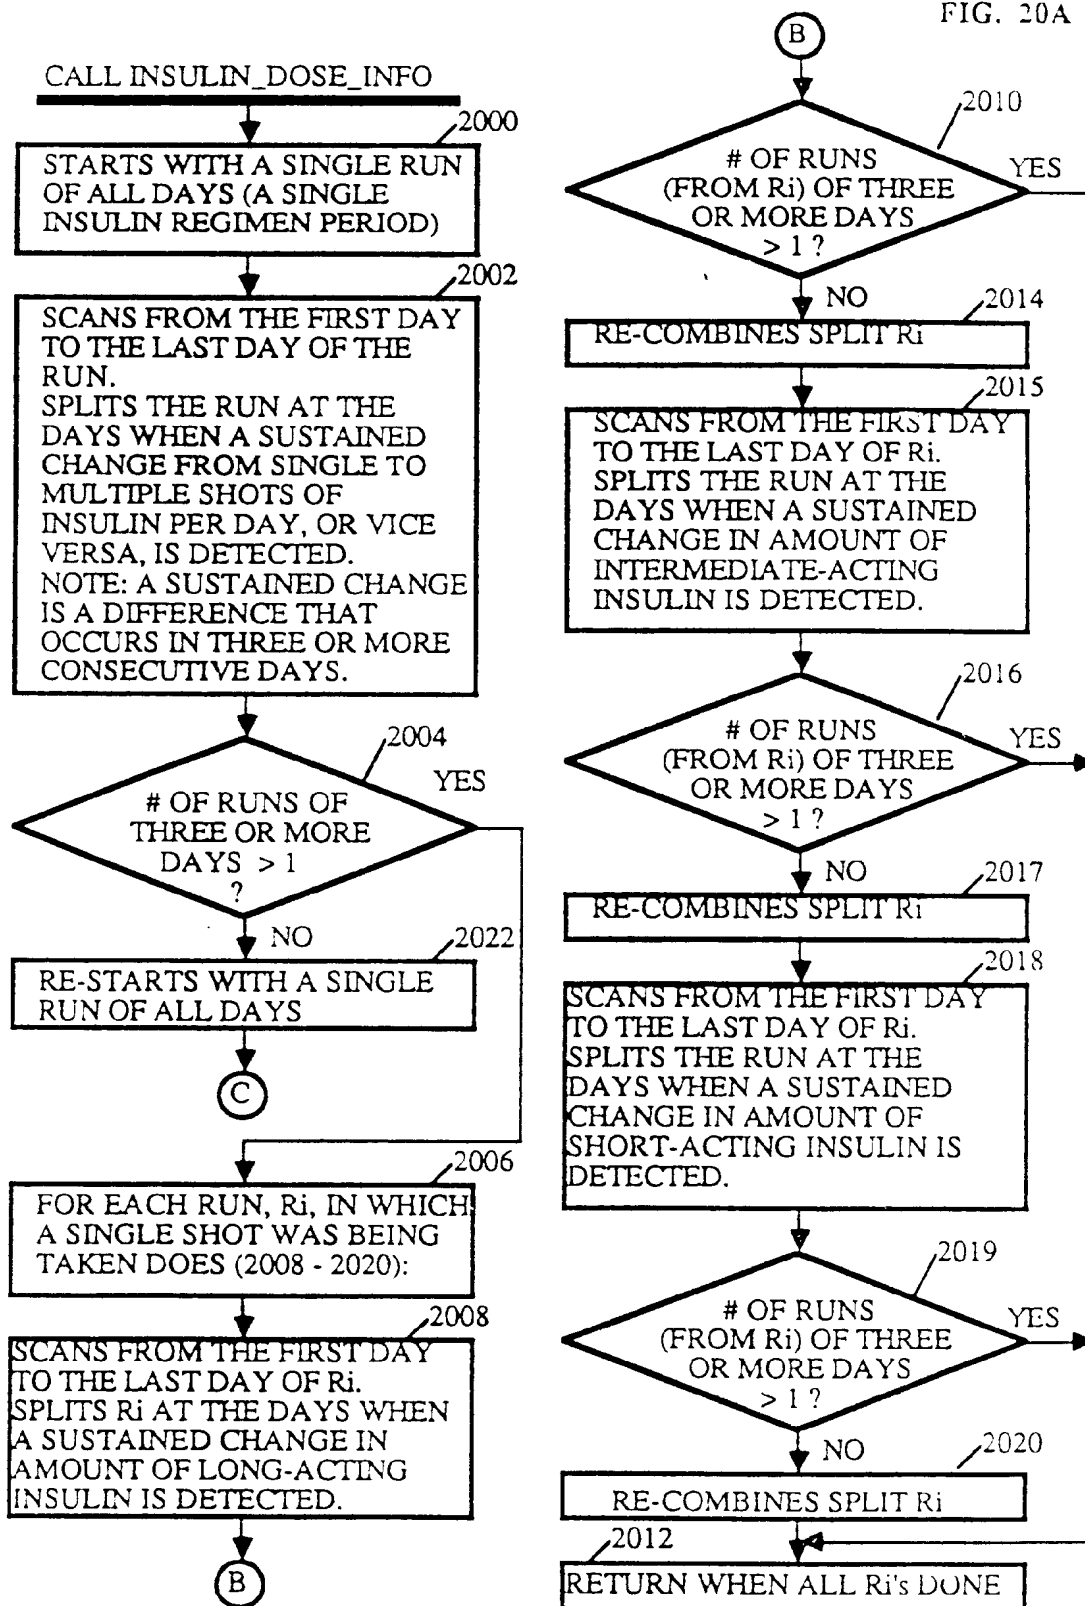 FIG. 20A
CALL INSULIN_DOSE_INFO
2000
STARTS WITH A SINGLE RUN
OF ALL DAYS (A SINGLE
INSULIN REGIMEN PERIOD)
2002
SCANS FROM THE FIRST DAY
TO THE LAST DAY OF THE
RUN.
SPLITS THE RUN AT THE
DAYS WHEN A SUSTAINED
CHANGE FROM SINGLE TO
MULTIPLE SHOTS OF
INSULIN PER DAY, OR VICE
VERSA, IS DETECTED.
NOTE: A SUSTAINED CHANGE
IS A DIFFERENCE THAT
OCCURS IN THREE OR MORE
CONSECUTIVE DAYS.
2004
YES
# OF RUNS OF
THREE OR MORE
DAYS > 1
?
NO
2022
RE-STARTS WITH A SINGLE
RUN OF ALL DAYS
C
2006
FOR EACH RUN, Ri, IN WHICH
A SINGLE SHOT WAS BEING
TAKEN DOES (2008 - 2020):
2008
SCANS FROM THE FIRST DAY
TO THE LAST DAY OF Ri.
SPLITS Ri AT THE DAYS WHEN
A SUSTAINED CHANGE IN
AMOUNT OF LONG-ACTING
INSULIN IS DETECTED.
B
B
2010
# OF RUNS
(FROM Ri) OF THREE
OR MORE DAYS
> 1 ?
YES
NO
2014
RE-COMBINES SPLIT Ri
2015
SCANS FROM THE FIRST DAY
TO THE LAST DAY OF Ri.
SPLITS THE RUN AT THE
DAYS WHEN A SUSTAINED
CHANGE IN AMOUNT OF
INTERMEDIATE-ACTING
INSULIN IS DETECTED.
2016
# OF RUNS
(FROM Ri) OF THREE
OR MORE DAYS
> 1 ?
YES
NO
2017
RE-COMBINES SPLIT Ri
2018
SCANS FROM THE FIRST DAY
TO THE LAST DAY OF Ri.
SPLITS THE RUN AT THE
DAYS WHEN A SUSTAINED
CHANGE IN AMOUNT OF
SHORT-ACTING INSULIN IS
DETECTED.
2019
# OF RUNS
(FROM Ri) OF THREE
OR MORE DAYS
> 1 ?
YES
NO
2020
RE-COMBINES SPLIT Ri
2012
RETURN WHEN ALL Ri's DONE